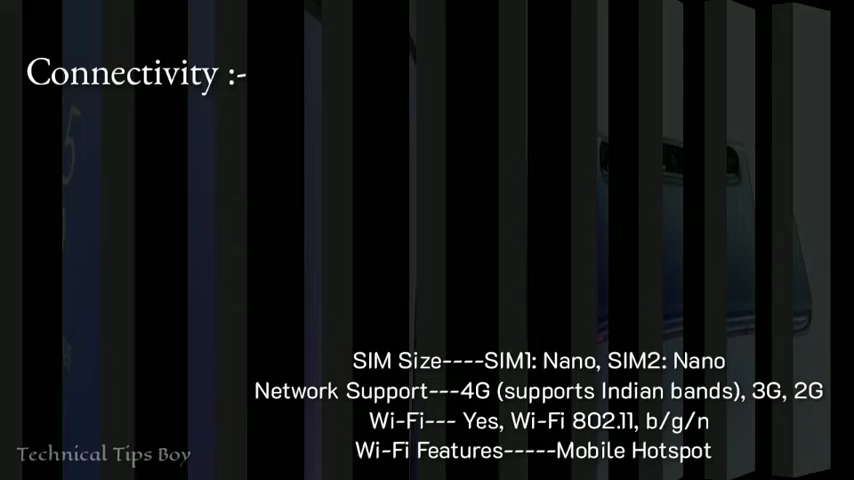 Connectivity :-
SIM Size----SIM1: Nano, SIM2: Nano
Network Support---4G (supports Indian bands), 3G, 2G
Wi-Fi--- Yes, Wi-Fi 802.11, b/g/n
Wi-Fi Features-----Mobile Hotspot
Technical Tips Boy